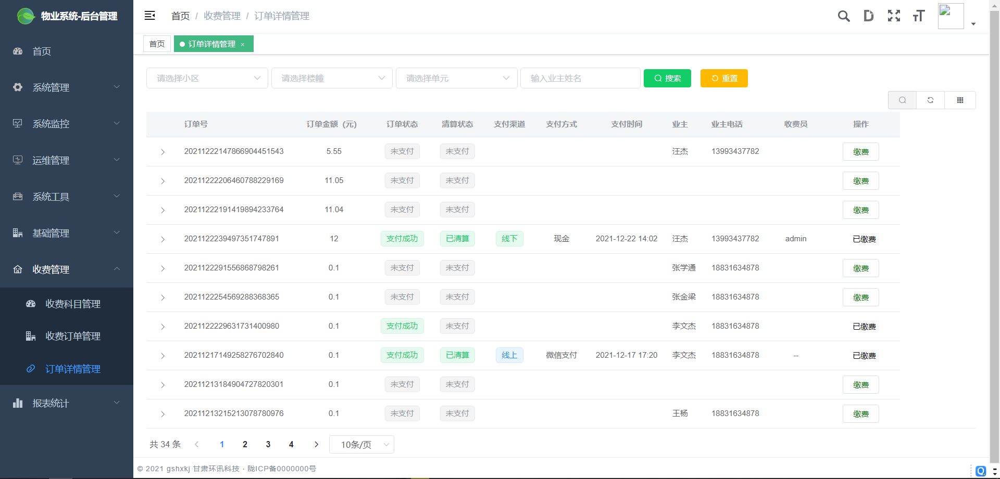 物业系统-后台管理
首页 / 收费管理 / 订单详情管理
首页
系统管理
系统监控
运维管理
系统工具
基础管理
收费管理
收费科目管理
收费订单管理
订单详情管理
报表统计
首页 订单详情管理 ×
请选择小区 请选择楼幢 请选择单元 输入业主姓名 搜索 重置
订单号 订单金额 (元) 订单状态 清算状态 支付渠道 支付方式 支付时间 业主 业主电话 收费员 操作
20211222147866904451543 5.55 未支付 未支付 汪杰 13993437782 缴费
20211222206460788229169 11.05 未支付 未支付 缴费
20211222191419894233764 11.04 未支付 未支付 缴费
2021122239497351747891 12 支付成功 已清算 线下 现金 2021-12-22 14:02 汪杰 13993437782 admin 已缴费
2021122291556868798261 0.1 未支付 未支付 张学通 18831634878 缴费
2021122254569288368365 0.1 未支付 未支付 张金梁 18831634878 缴费
2021122229631731400980 0.1 支付成功 未支付 李文杰 18831634878 已缴费
20211217149258276702840 0.1 支付成功 已清算 线上 微信支付 2021-12-17 17:20 李文杰 18831634878 -- 已缴费
20211213184904727820301 0.1 未支付 未支付 缴费
20211213215213078780976 0.1 未支付 未支付 王杨 18831634878 缴费
共 34 条 1 2 3 4 10条/页
© 2021 gshxkj 甘肃环讯科技 · 陇ICP备0000000号